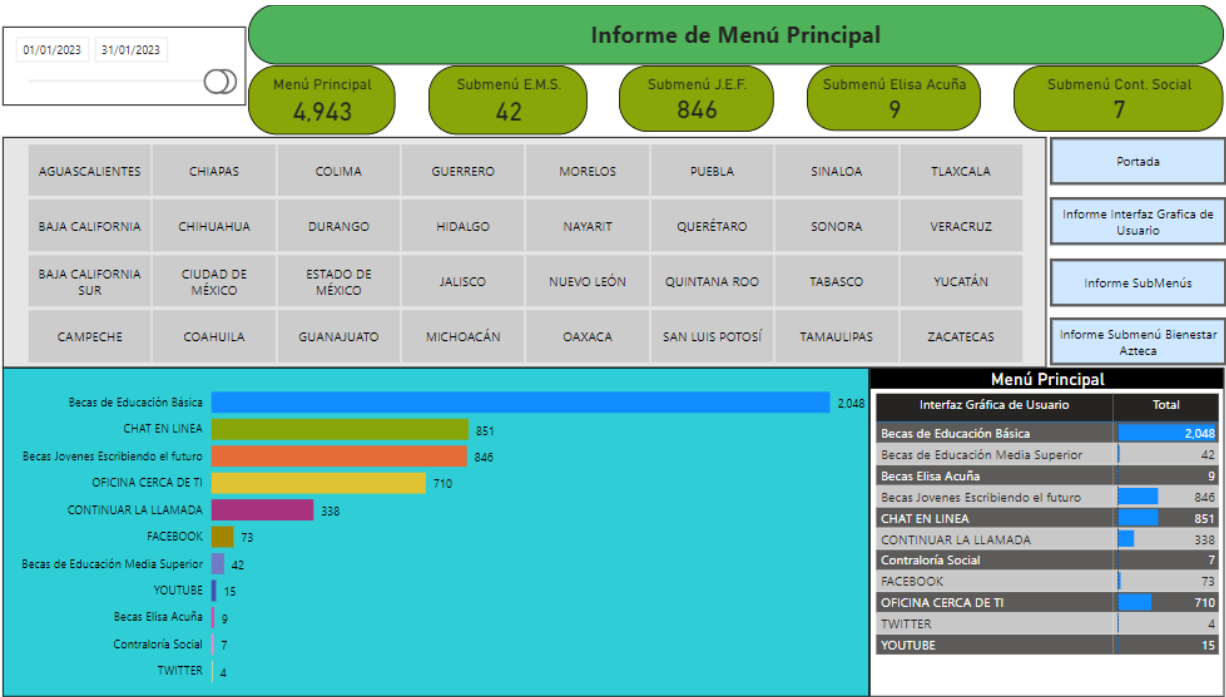 01/01/2023 31/01/2023
Informe de Menú Principal
Menú Principal
4,943
Submenú E.M.S.
42
Submenú J.E.F.
846
Submenú Elisa Acuña
9
Submenú Cont. Social
7
AGUASCALIENTES CHIAPAS COLIMA GUERRERO MORELOS PUEBLA SINALOA TLAXCALA
BAJA CALIFORNIA CHIHUAHUA DURANGO HIDALGO NAYARIT QUERÉTARO SONORA VERACRUZ
BAJA CALIFORNIA
SUR
CIUDAD DE
MÉXICO
ESTADO DE
MÉXICO
JALISCO NUEVO LEÓN QUINTANA ROO TABASCO YUCATÁN
CAMPECHE COAHUILA GUANAJUATO MICHOACÁN OAXACA SAN LUIS POTOSÍ TAMAULIPAS ZACATECAS
Portada
Informe Interfaz Grafica de
Usuario
Informe SubMenús
Informe Submenú Bienestar
Azteca
Becas de Educación Básica 2,048
CHAT EN LINEA 851
Becas Jovenes Escribiendo el futuro 846
OFICINA CERCA DE TI 710
CONTINUAR LA LLAMADA 338
FACEBOOK 73
Becas de Educación Media Superior 42
YOUTUBE 15
Becas Elisa Acuña 9
Contraloría Social 7
TWITTER 4
Menú Principal
Interfaz Gráfica de Usuario Total
Becas de Educación Básica 2,048
Becas de Educación Media Superior 42
Becas Elisa Acuña 9
Becas Jovenes Escribiendo el futuro 846
CHAT EN LINEA 851
CONTINUAR LA LLAMADA 338
Contraloría Social 7
FACEBOOK 73
OFICINA CERCA DE TI 710
TWITTER 4
YOUTUBE 15